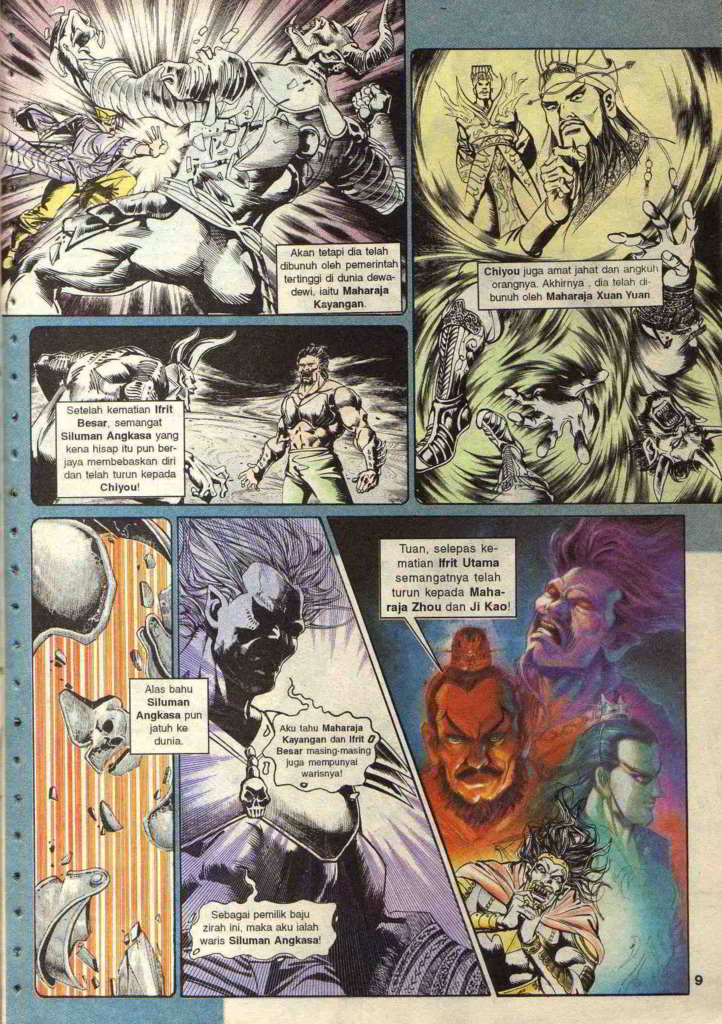 Akan tetapi dia telah
dibunuh oleh pemerintah
tertinggi di dunia dewa-
dewi, iaitu Maharaja
Kayangan.
Chiyou juga amat jahat dan angkuh
orangnya. Akhirnya , dia telah di-
bunuh oleh Maharaja Xuan Yuan
Setelah kematian Ifrit
Besar, semangat
Siluman Angkasa yang
kena hisap itu pun ber-
jaya membebaskan diri
dan telah turun kepada
Chiyou!
Alas bahu
Siluman
Angkasa pun
jatuh ke
dunia.
Aku tahu Maharaja
Kayangan dan Ifrit
Besar masing-masing
juga mempunyai
warisnya!
Sebagai pemilik baju
zirah ini, maka aku ialah
waris Siluman Angkasa!
Tuan, selepas ke-
matian Ifrit Utama
semangatnya telah
turun kepada Maha-
raja Zhou dan Ji Kao!
9